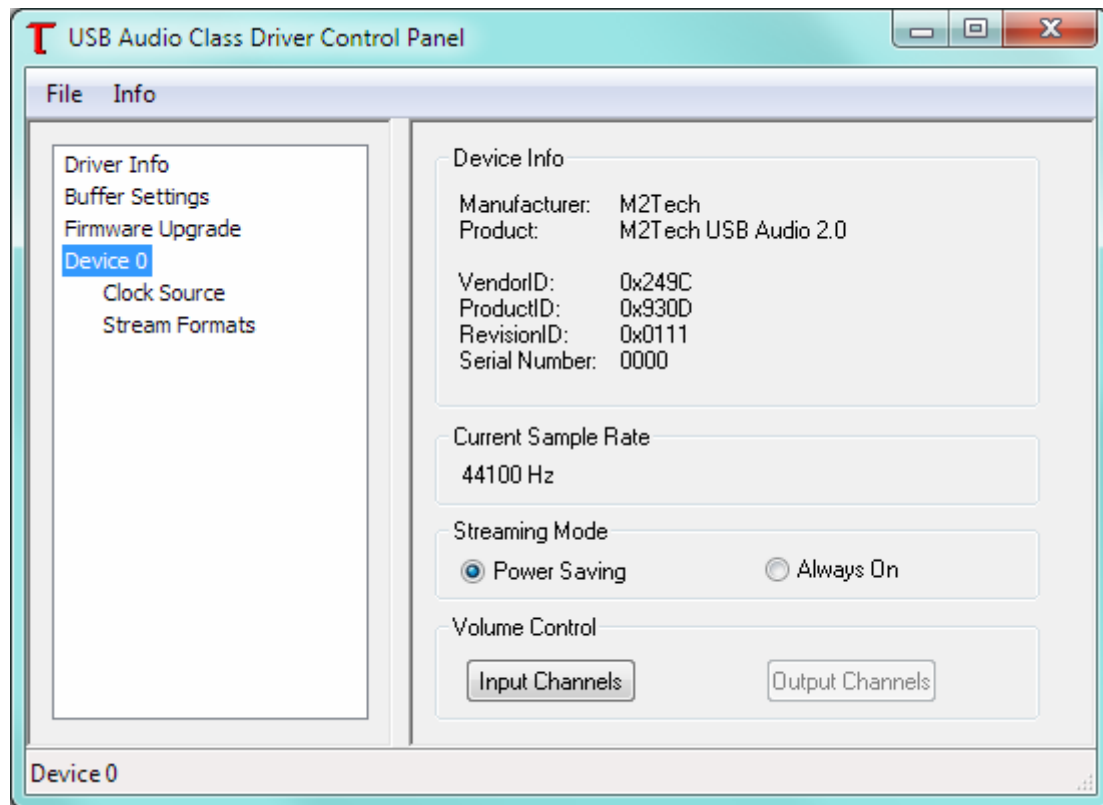 USB Audio Class Driver Control Panel
File Info
Driver Info
Buffer Settings
Firmware Upgrade
Device 0
Clock Source
Stream Formats
Device Info
Manufacturer: M2Tech
Product: M2Tech USB Audio 2.0
VendorID: 0x249C
ProductID: 0x930D
RevisionID: 0x0111
Serial Number: 0000
Current Sample Rate
44100 Hz
Streaming Mode
Power Saving Always On
Volume Control
Input Channels Output Channels
Device 0